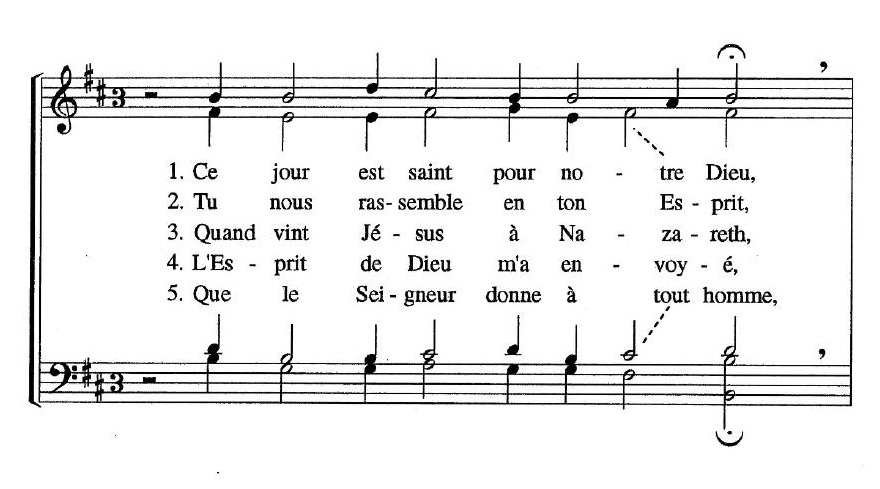 3
1. Ce jour est saint pour no - tre Dieu,
2. Tu nous ras- semble en ton Es - prit,
3. Quand vint Jé - sus à Na - za - reth,
4. L'Es - prit de Dieu m'a en - voy - é,
5. Que le Sei - gneur donne à tout homme,
3